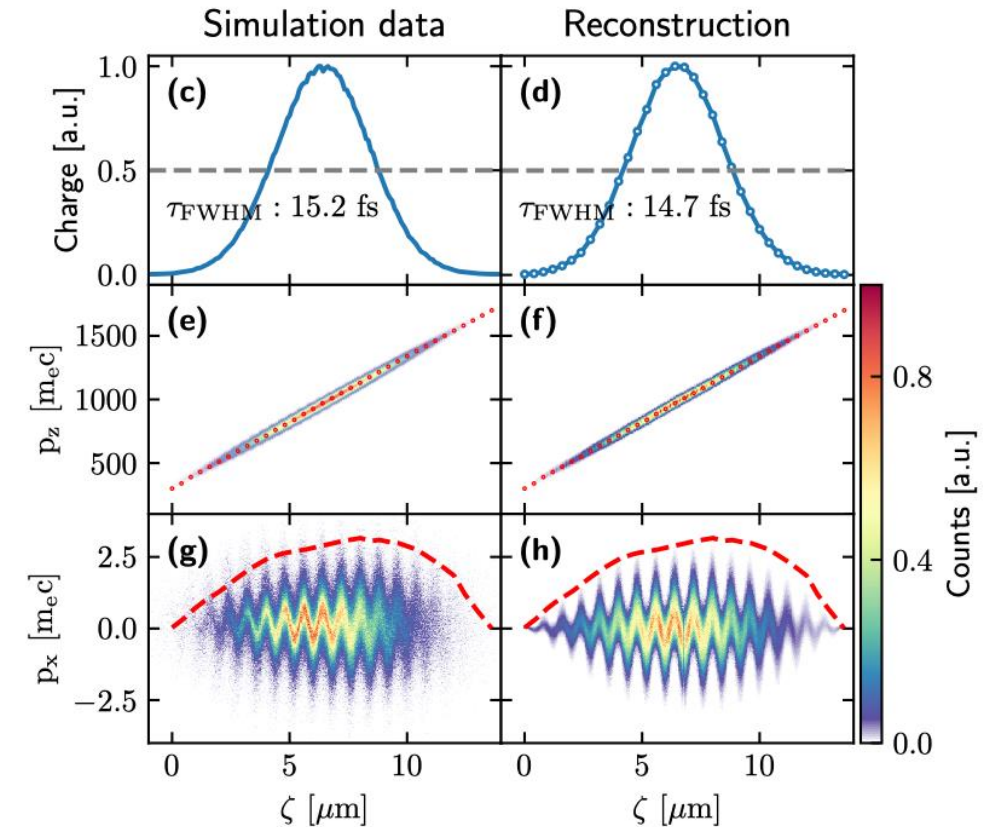 Simulation data
Reconstruction
Charge [a.u.]
1.0
0.5
0.0
(c)
τFWHM : 15.2 fs
(d)
τFWHM : 14.7 fs
pz [mec]
1500
1000
500
(e)
(f)
px [mec]
2.5
0.0
−2.5
(g)
(h)
0.8
0.4
0.0
Counts [a.u.]
0
5
10
0
5
10
ζ [μm]
ζ [μm]